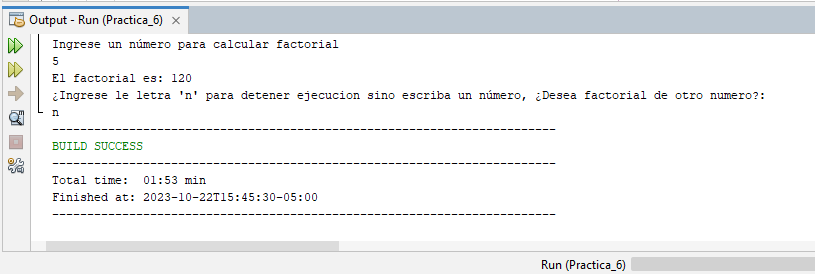 Output - Run (Practica_6) ×
Ingrese un número para calcular factorial
5
El factorial es: 120
¿Ingrese le letra 'n' para detener ejecucion sino escriba un número, ¿Desea factorial de otro numero?:
n
------------------------------------------------------------------------
BUILD SUCCESS
------------------------------------------------------------------------
Total time:  01:53 min
Finished at: 2023-10-22T15:45:30-05:00
------------------------------------------------------------------------
Run (Practica_6)